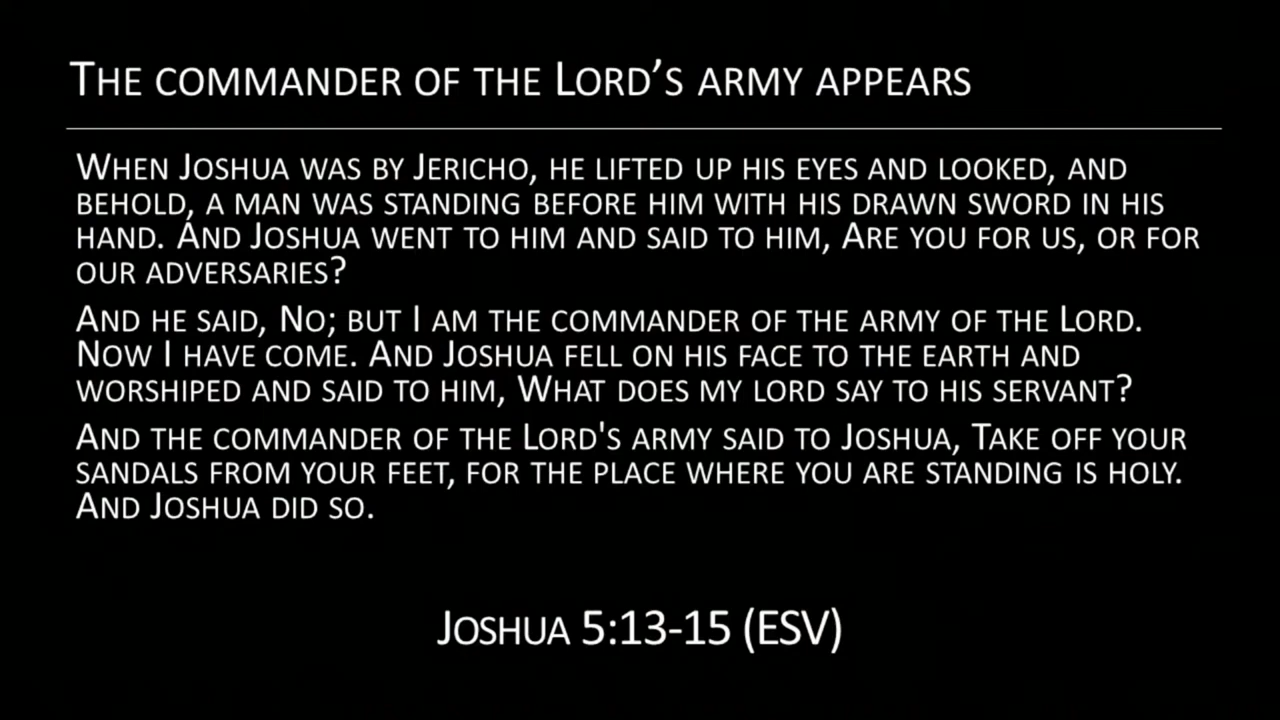 The commander of the Lord’s army appears
When Joshua was by Jericho, he lifted up his eyes and looked, and
behold, a man was standing before him with his drawn sword in his
hand. And Joshua went to him and said to him, Are you for us, or for
our adversaries?
And he said, No; but I am the commander of the army of the Lord.
Now I have come. And Joshua fell on his face to the earth and
worshiped and said to him, What does my lord say to his servant?
And the commander of the Lord's army said to Joshua, Take off your
sandals from your feet, for the place where you are standing is holy.
And Joshua did so.
Joshua 5:13-15 (ESV)